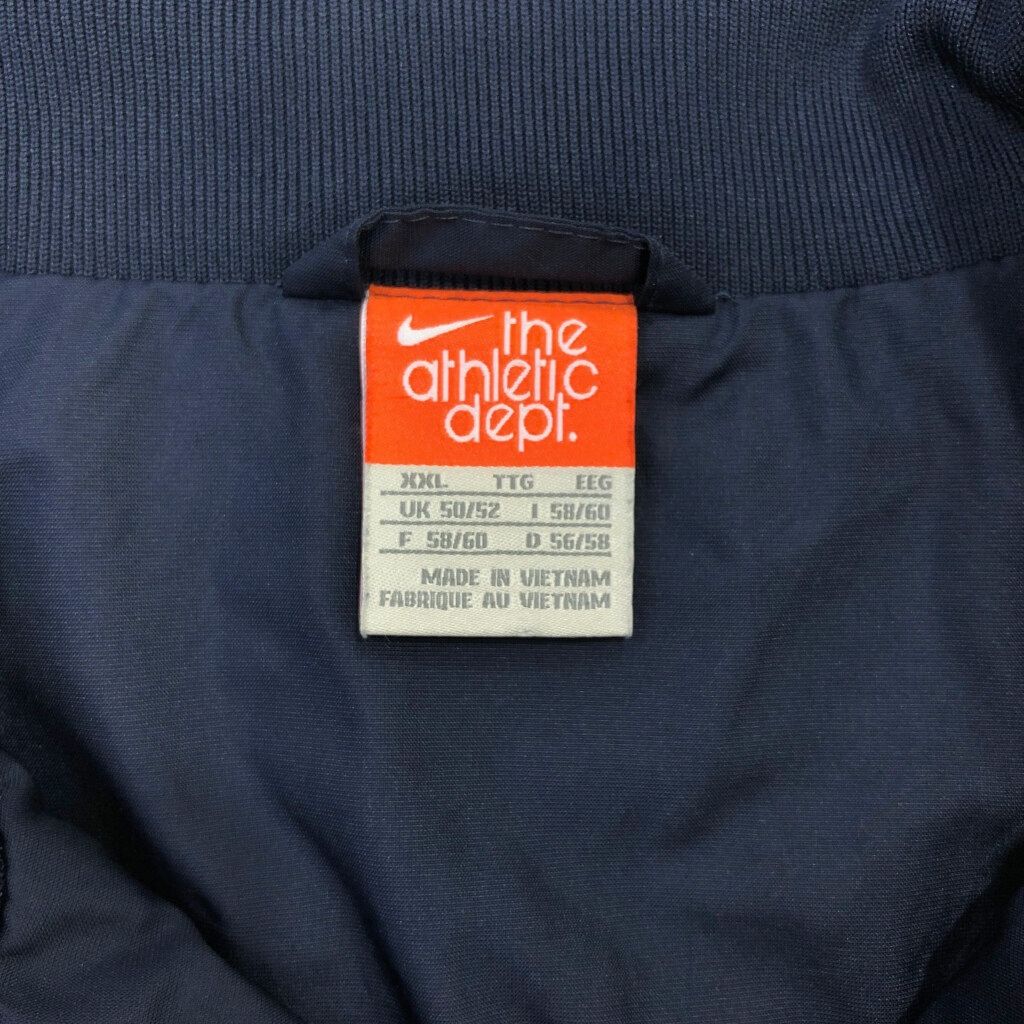 the
athletic
dept.
XXL TTG EEG
UK 50/52 I 58/60
F 58/60 D 56/58
MADE IN VIETNAM
FABRIQUE AU VIETNAM